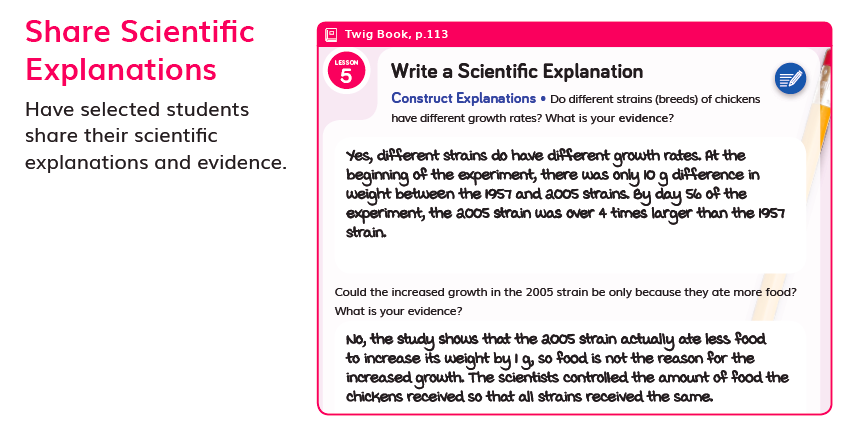 Share Scientific
Explanations
Have selected students
share their scientific
explanations and evidence.
Twig Book, p.113
LESSON
5
Write a Scientific Explanation
Construct Explanations • Do different strains (breeds) of chickens
have different growth rates? What is your evidence?
Yes, different strains do have different growth rates. At the
beginning of the experiment, there was only 10 g difference in
weight between the 1957 and 2005 strains. By day 56 of the
experiment, the 2005 strain was over 4 times larger than the 1957
strain.
Could the increased growth in the 2005 strain be only because they ate more food?
What is your evidence?
No, the study shows that the 2005 strain actually ate less food
to increase its weight by 1 g, so food is not the reason for the
increased growth. The scientists controlled the amount of food the
chickens received so that all strains received the same.